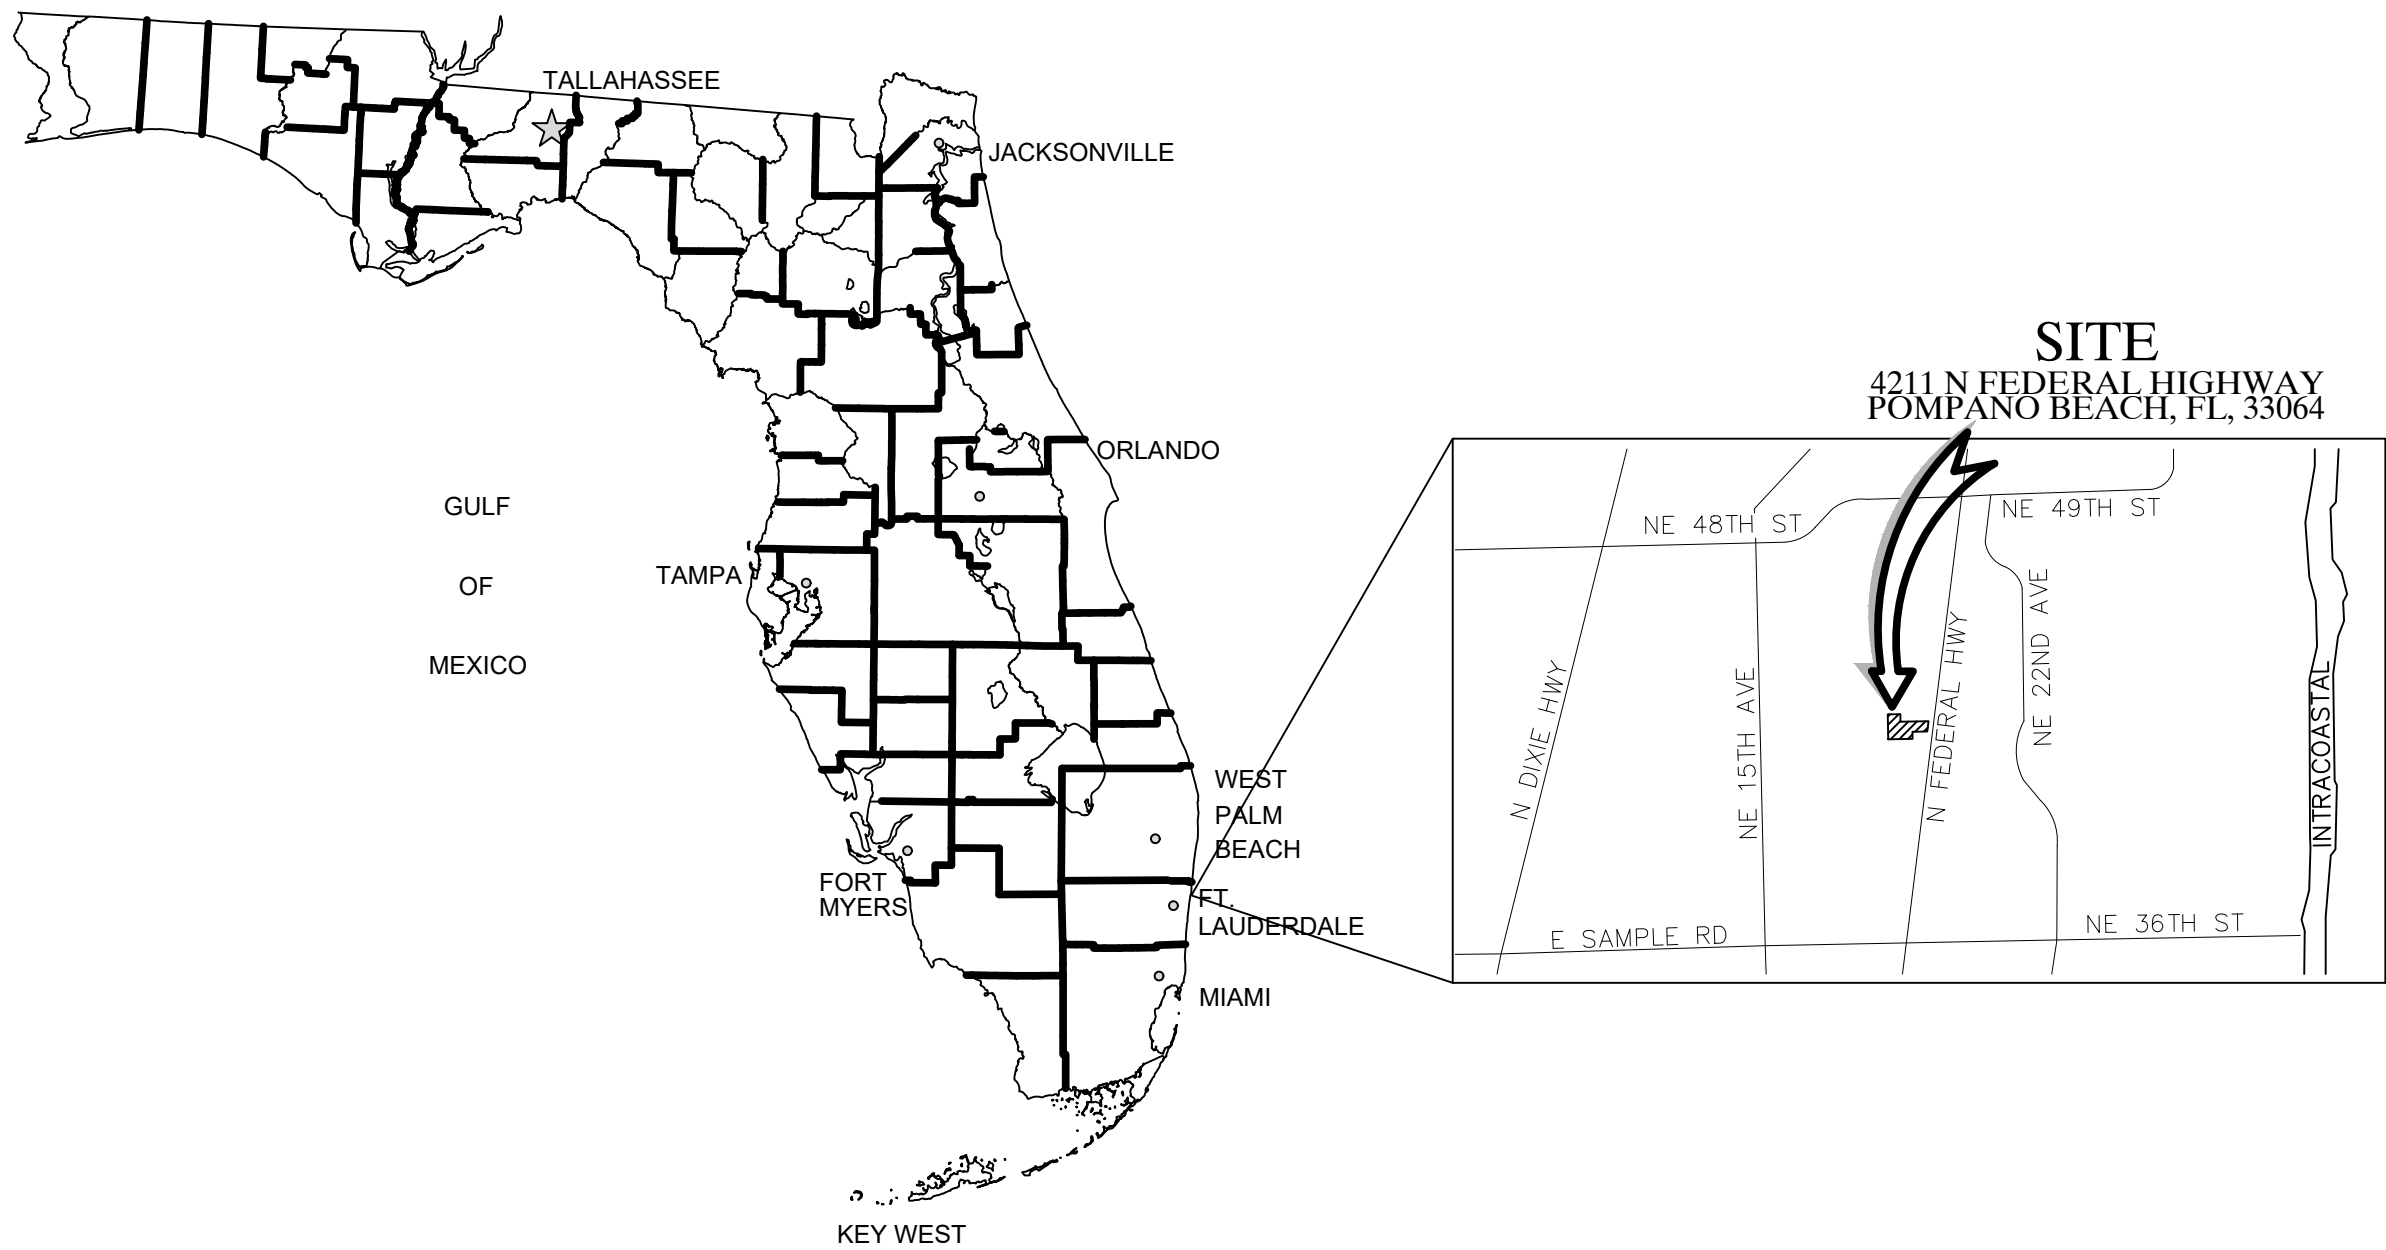 TALLAHASSEE
JACKSONVILLE
ORLANDO
GULF
OF
MEXICO
TAMPA
WEST
PALM
BEACH
FORT
MYERS
FT.
LAUDERDALE
MIAMI
KEY WEST
SITE
4211 N FEDERAL HIGHWAY
POMPANO BEACH, FL, 33064
NE 48TH ST
NE 49TH ST
N DIXIE HWY
NE 15TH AVE
N FEDERAL HWY
NE 22ND AVE
INTRACOASTAL
E SAMPLE RD
NE 36TH ST